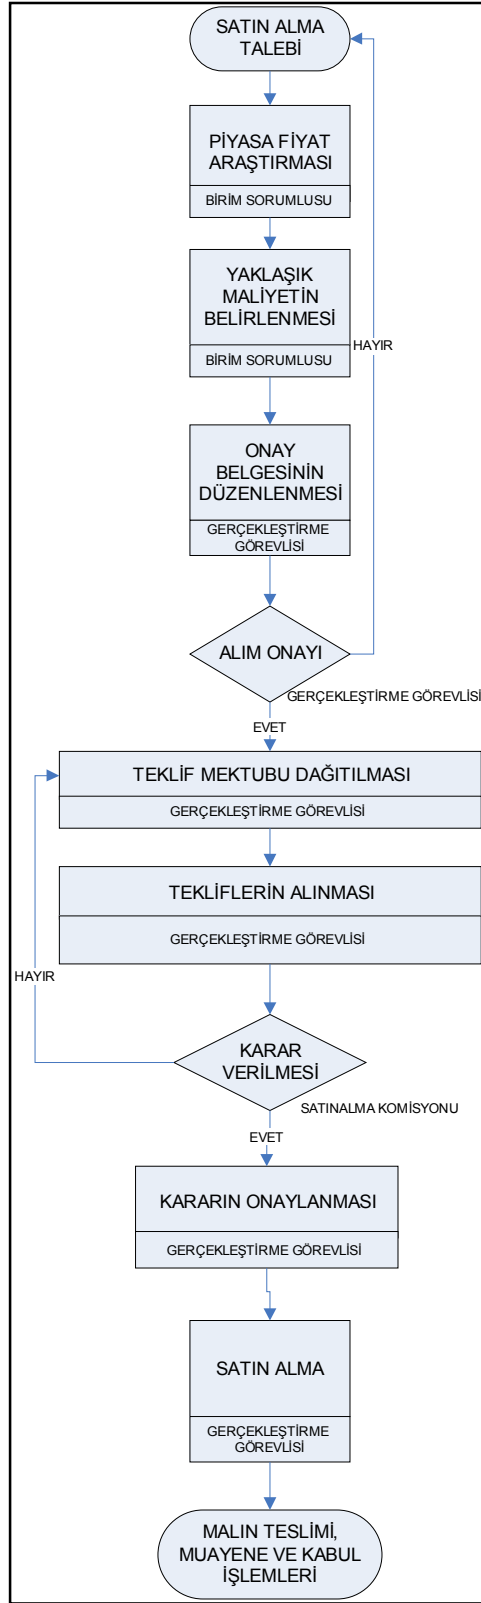 SATIN ALMA
TALEBİ
PİYASA FİYAT
ARAŞTIRMASI
BİRİM SORUMLUSU
YAKLAŞIK
MALİYETİN
BELİRLENMESİ
BİRİM SORUMLUSU
HAYIR
ONAY
BELGESİNİN
DÜZENLENMESİ
GERÇEKLEŞTİRME
GÖREVLİSİ
ALIM ONAYI
GERÇEKLEŞTİRME GÖREVLİSİ
EVET
TEKLİF MEKTUBU DAĞITILMASI
GERÇEKLEŞTİRME GÖREVLİSİ
TEKLİFLERİN ALINMASI
GERÇEKLEŞTİRME GÖREVLİSİ
HAYIR
KARAR
VERİLMESİ
SATINALMA KOMİSYONU
EVET
KARARIN ONAYLANMASI
GERÇEKLEŞTİRME GÖREVLİSİ
SATIN ALMA
GERÇEKLEŞTİRME
GÖREVLİSİ
MALIN TESLİMİ,
MUAYENE VE KABUL
İŞLEMLERİ